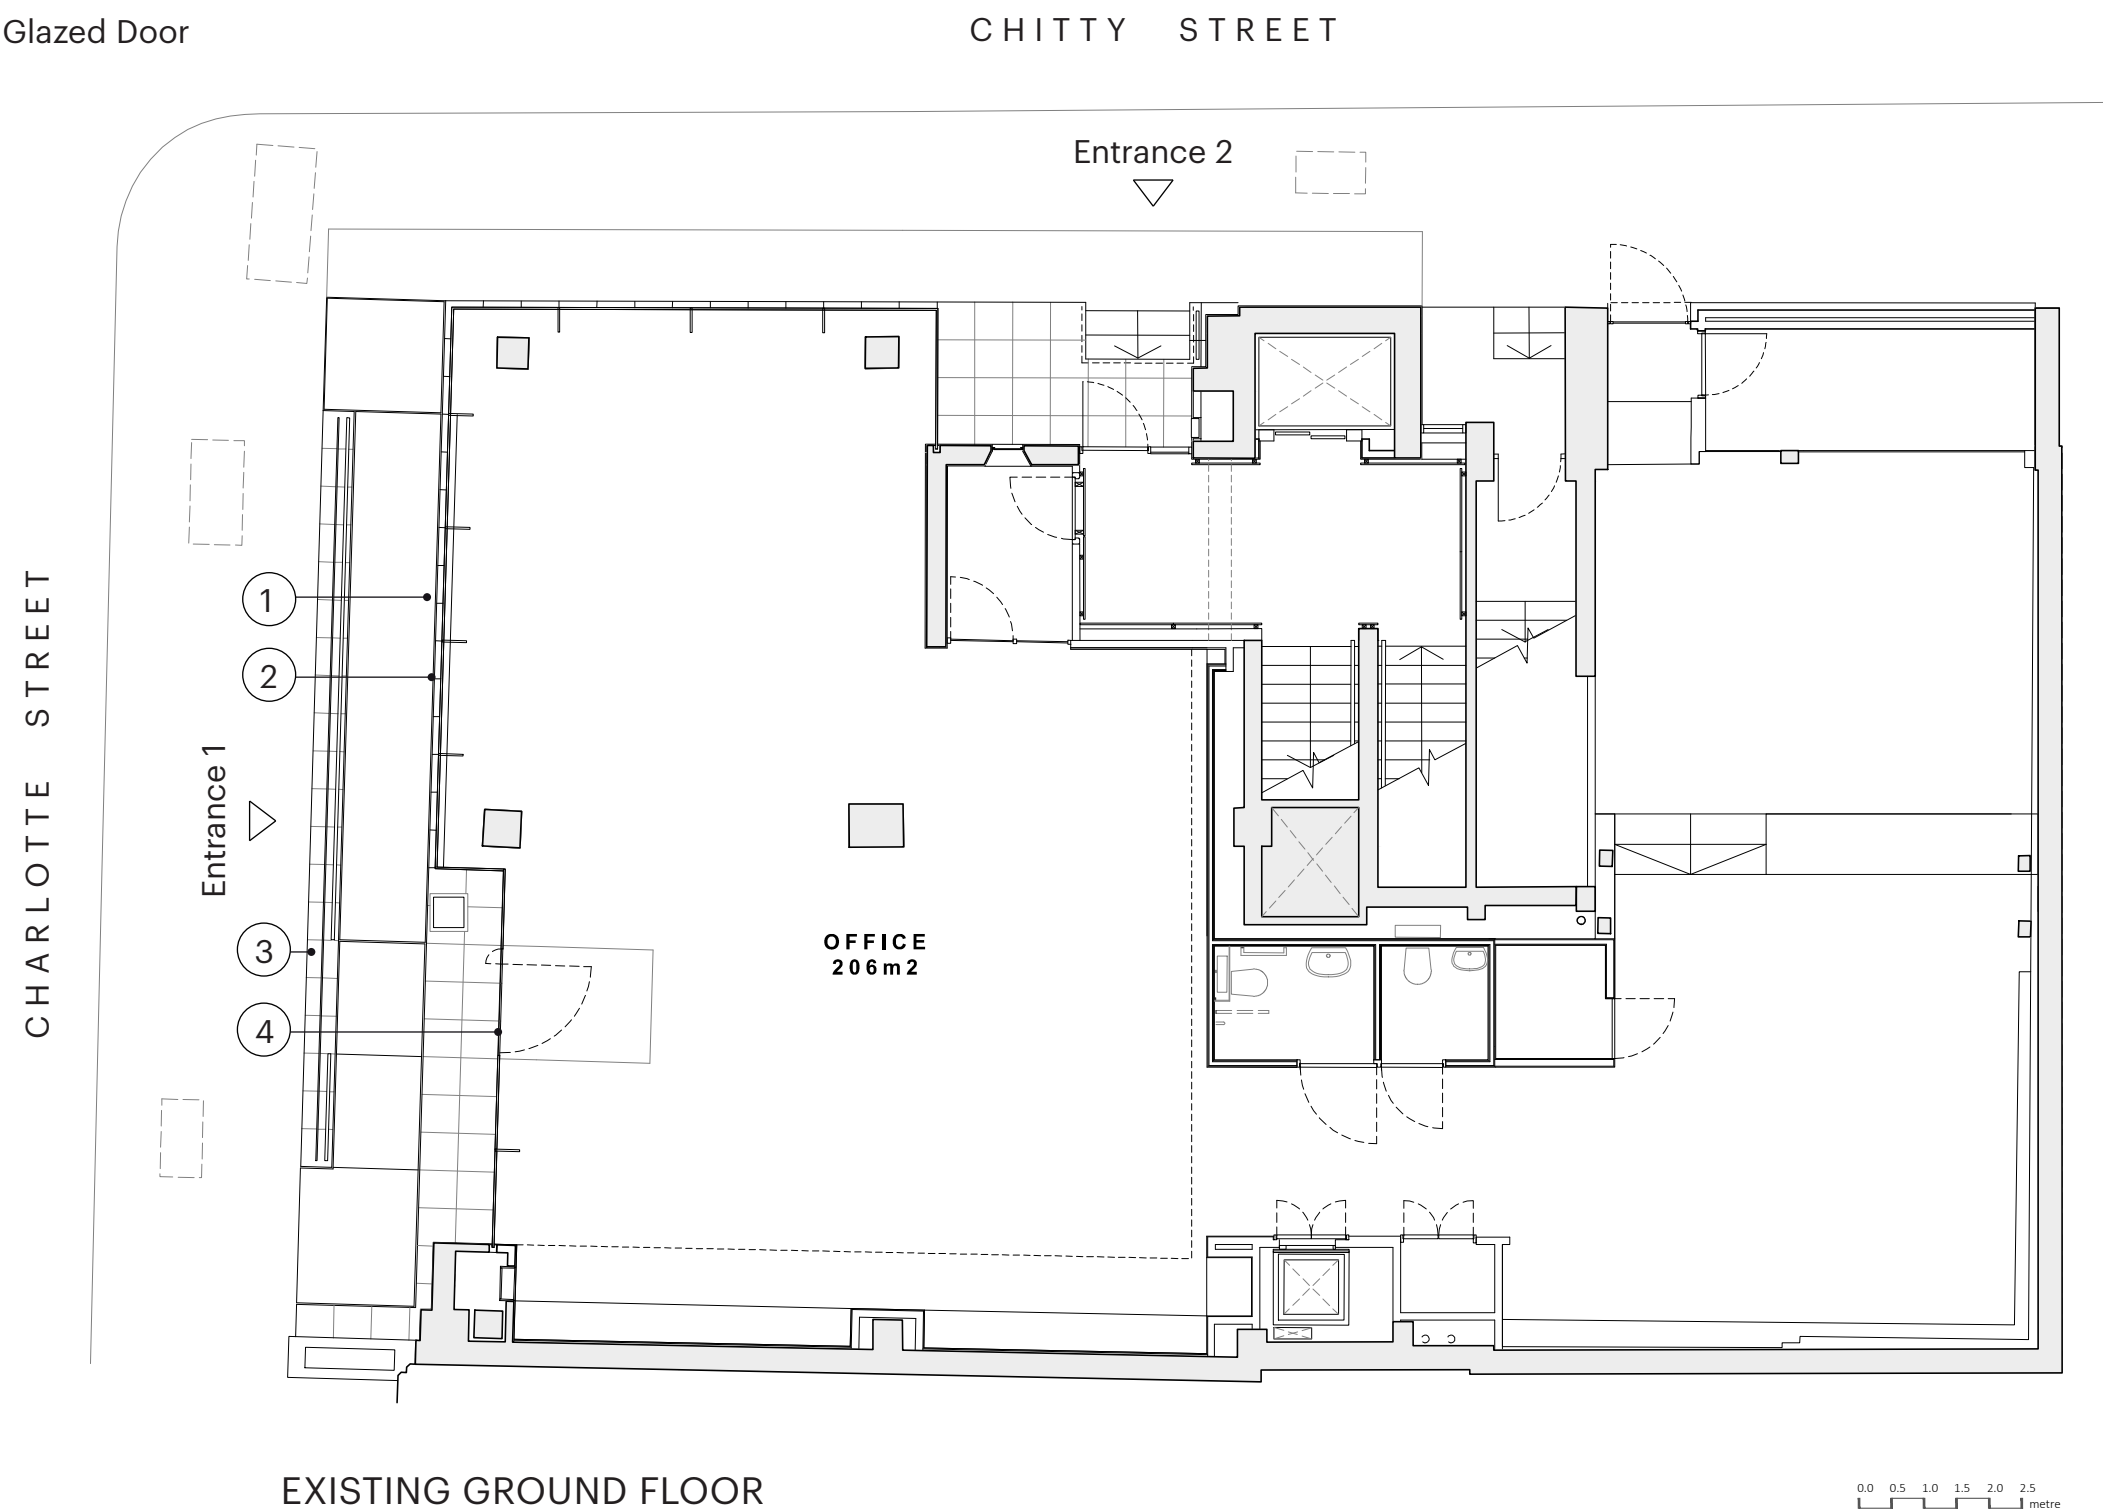 Glazed Door
CHITTY STREET
Entrance 2
CHARLOTTE STREET
Entrance 1
1
2
3
4
OFFICE
206m2
EXISTING GROUND FLOOR
0.0 0.5 1.0 1.5 2.0 2.5
metre